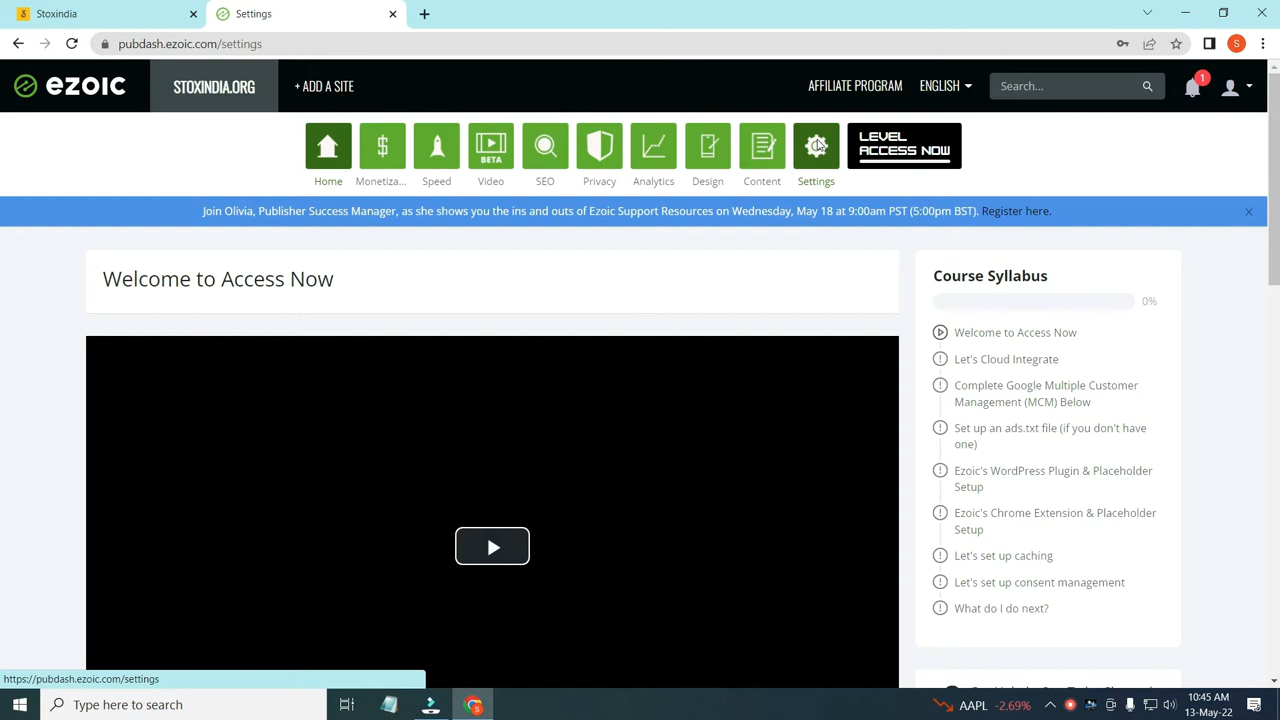 Stoxindia
Settings
pubdash.ezoic.com/settings
ezoic
STOXINDIA.ORG
+ ADD A SITE
AFFILIATE PROGRAM
ENGLISH
Search...
1
BETA
LEVEL
ACCESS NOW
Home
Monetiza...
Speed
Video
SEO
Privacy
Analytics
Design
Content
Settings
Join Olivia, Publisher Success Manager, as she shows you the ins and outs of Ezoic Support Resources on Wednesday, May 18 at 9:00am PST (5:00pm BST). Register here.
Welcome to Access Now
Course Syllabus
0%
Welcome to Access Now
Let's Cloud Integrate
Complete Google Multiple Customer
Management (MCM) Below
Set up an ads.txt file (if you don't have
one)
Ezoic's WordPress Plugin & Placeholder
Setup
Ezoic's Chrome Extension & Placeholder
Setup
Let's set up caching
Let's set up consent management
What do I do next?
https://pubdash.ezoic.com/settings
Type here to search
AAPL -2.69%
10:45 AM
13-May-22